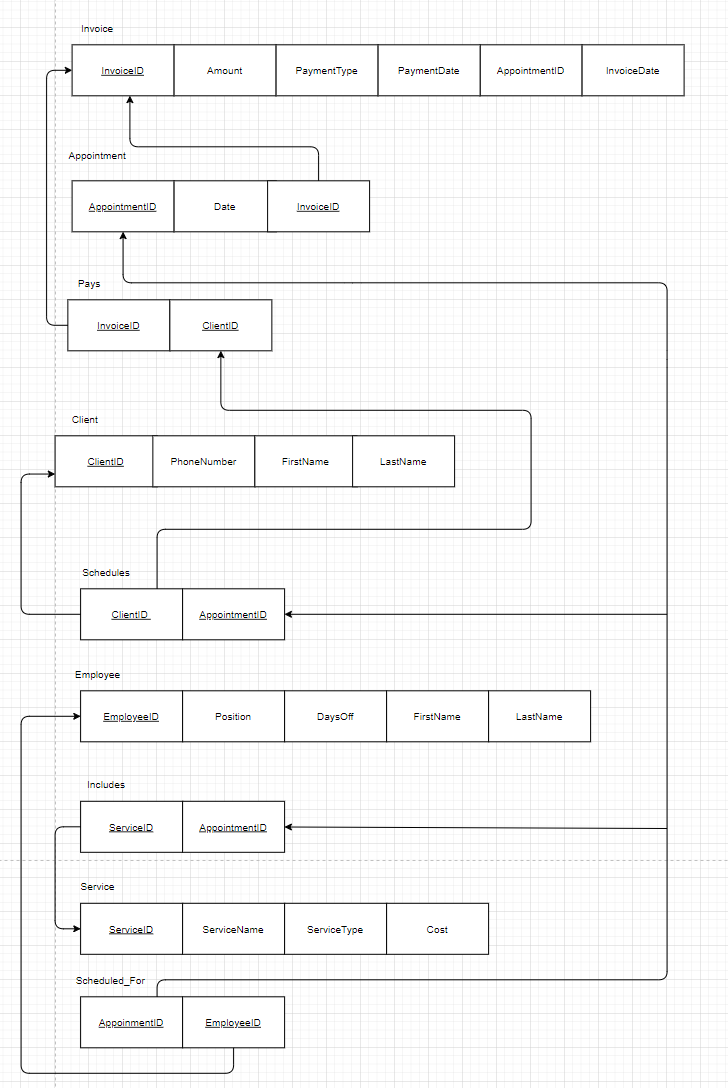 Invoice
InvoiceID Amount PaymentType PaymentDate AppointmentID InvoiceDate
Appointment
AppointmentID Date InvoiceID
Pays
InvoiceID ClientID
Client
ClientID PhoneNumber FirstName LastName
Schedules
ClientID AppointmentID
Employee
EmployeeID Position DaysOff FirstName LastName
Includes
ServiceID AppointmentID
Service
ServiceID ServiceName ServiceType Cost
Scheduled_For
AppoinmentID EmployeeID